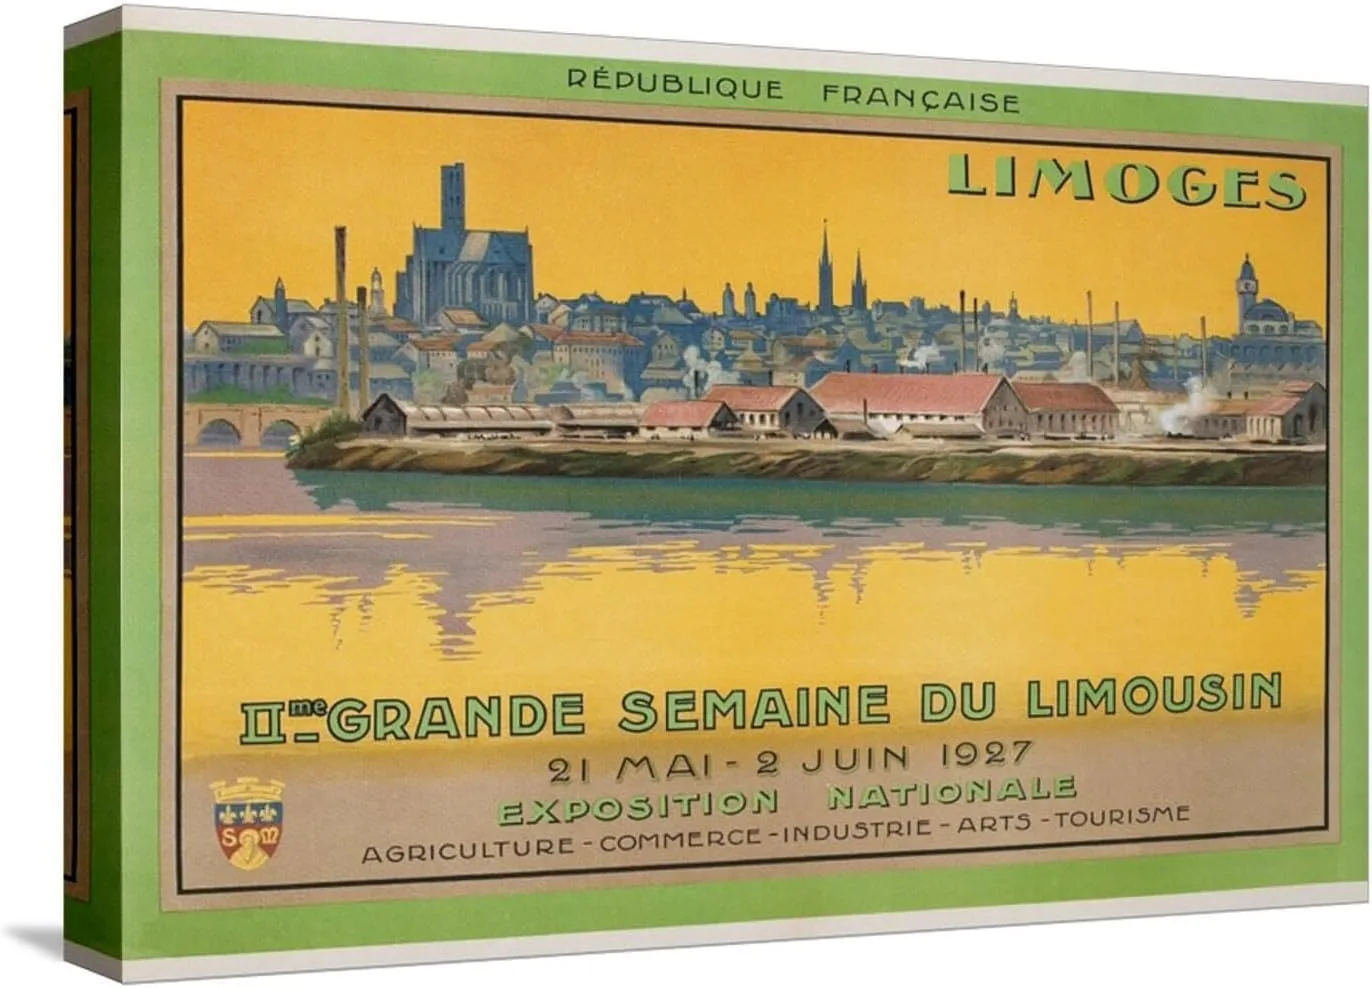 RÉPUBLIQUE FRANÇAISE
LIMOGES
IIme GRANDE SEMAINE DU LIMOUSIN
21 MAI - 2 JUIN 1927
EXPOSITION NATIONALE
AGRICULTURE - COMMERCE - INDUSTRIE - ARTS - TOURISME
S M